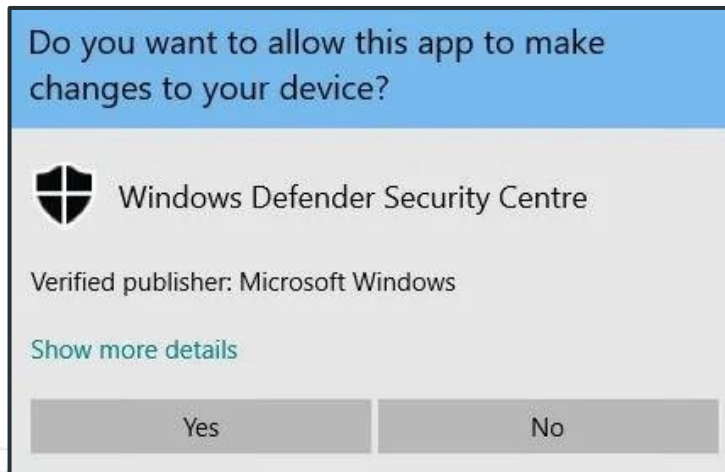 Do you want to allow this app to make
changes to your device?
Windows Defender Security Centre
Verified publisher: Microsoft Windows
Show more details
Yes
No